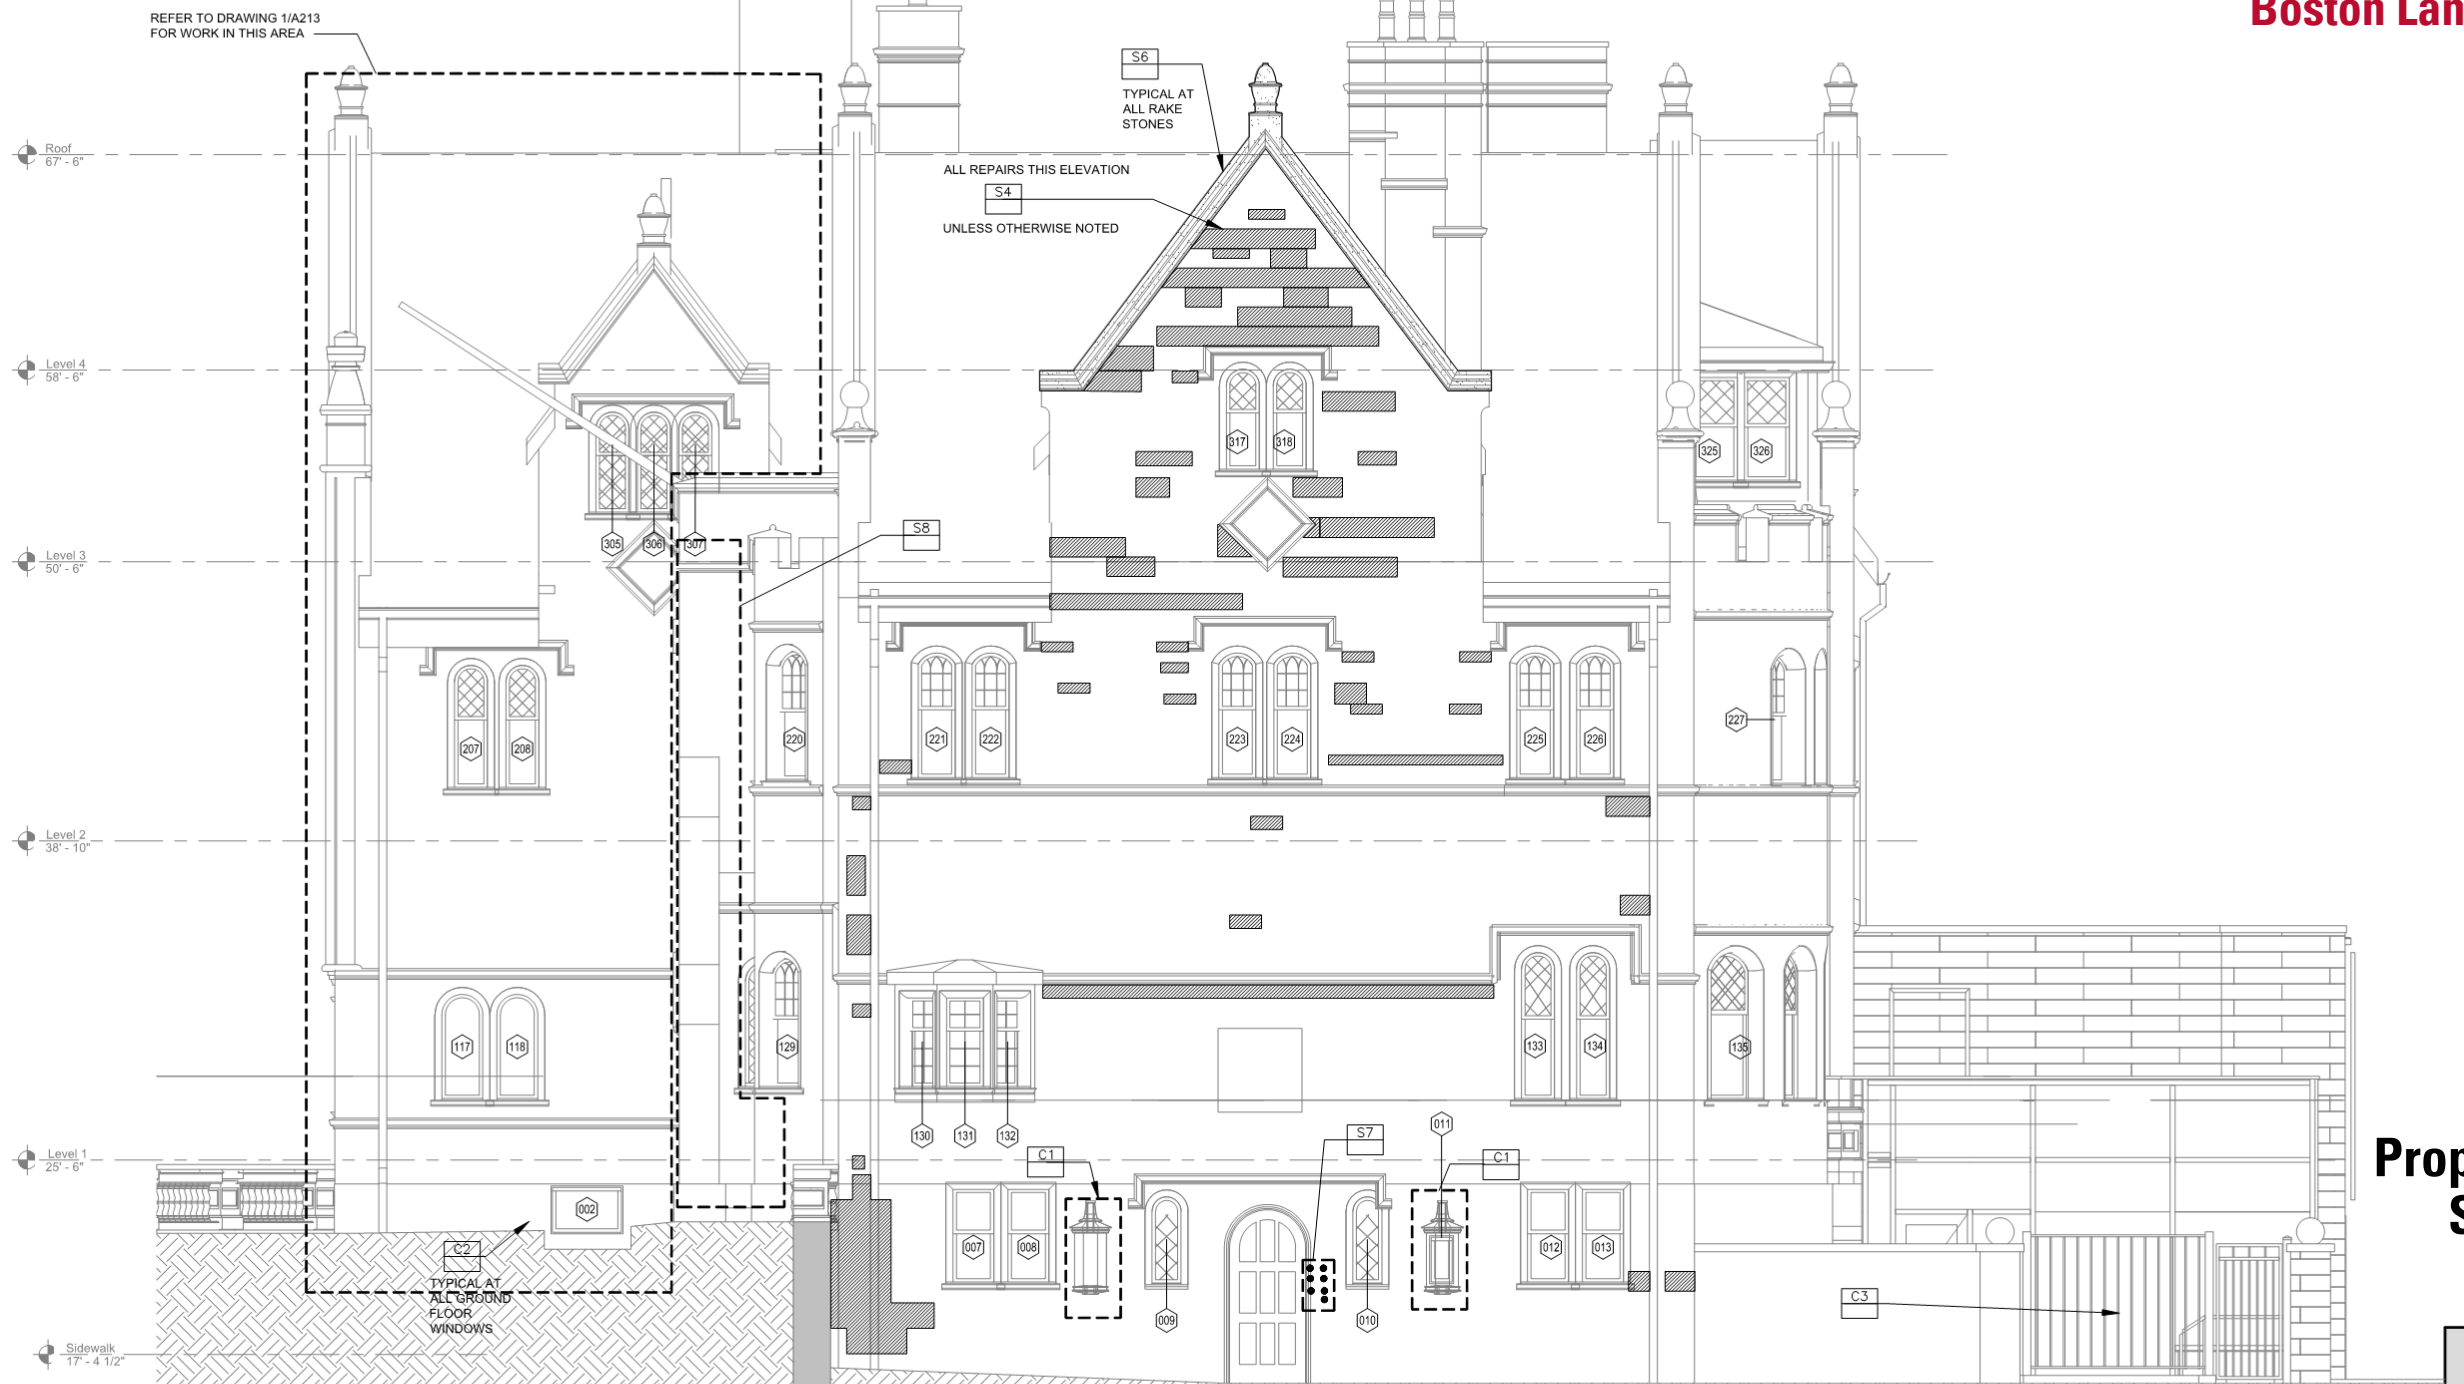 Boston Lan
REFER TO DRAWING 1/A213
FOR WORK IN THIS AREA
S6
TYPICAL AT
ALL RAKE
STONES
Roof
67' - 6"
ALL REPAIRS THIS ELEVATION
S4
UNLESS OTHERWISE NOTED
Level 4
58' - 6"
317
318
325
326
S8
305
306
307
Level 3
50' - 6"
227
207
208
220
221
222
223
224
225
226
Level 2
38' - 10"
117
118
129
133
134
135
130
131
132
011
S7
C1
C1
Level 1
25' - 6"
Prop
S
002
C2
TYPICAL AT
ALL GROUND
FLOOR
WINDOWS
007
008
012
013
009
010
C3
Sidewalk
17' - 4 1/2"